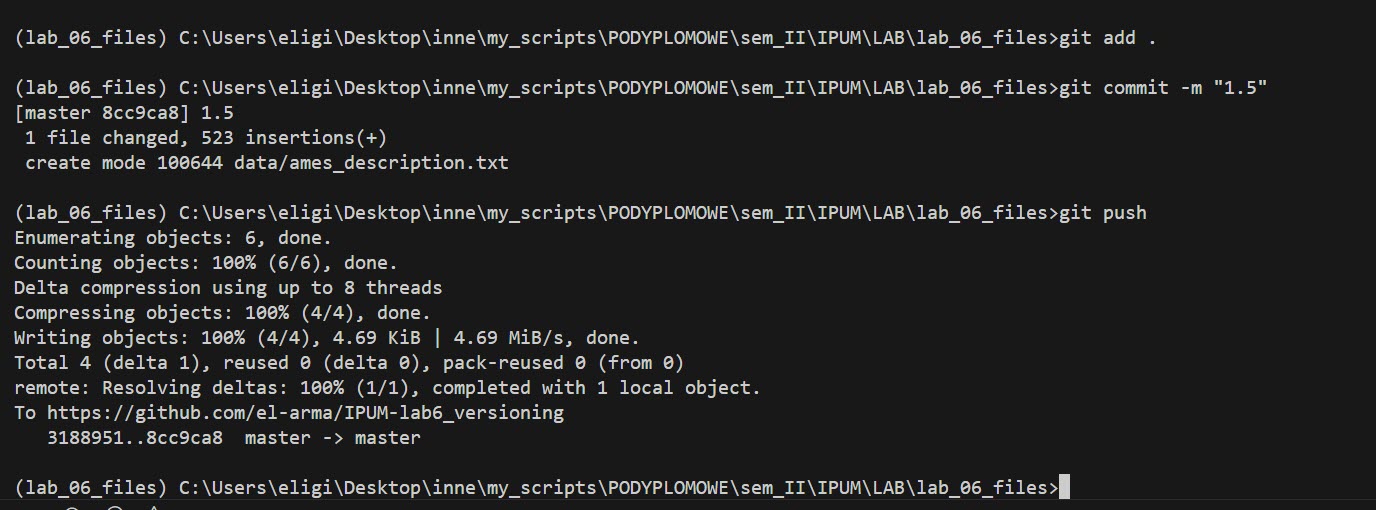 (lab_06_files) C:\Users\eligi\Desktop\inne\my_scripts\PODYPLOMOWE\sem_II\IPUM\LAB\lab_06_files>git add .
(lab_06_files) C:\Users\eligi\Desktop\inne\my_scripts\PODYPLOMOWE\sem_II\IPUM\LAB\lab_06_files>git commit -m "1.5"
[master 8cc9ca8] 1.5
 1 file changed, 523 insertions(+)
 create mode 100644 data/ames_description.txt
(lab_06_files) C:\Users\eligi\Desktop\inne\my_scripts\PODYPLOMOWE\sem_II\IPUM\LAB\lab_06_files>git push
Enumerating objects: 6, done.
Counting objects: 100% (6/6), done.
Delta compression using up to 8 threads
Compressing objects: 100% (4/4), done.
Writing objects: 100% (4/4), 4.69 KiB | 4.69 MiB/s, done.
Total 4 (delta 1), reused 0 (delta 0), pack-reused 0 (from 0)
remote: Resolving deltas: 100% (1/1), completed with 1 local object.
To https://github.com/el-arma/IPUM-lab6_versioning
   3188951..8cc9ca8  master -> master
(lab_06_files) C:\Users\eligi\Desktop\inne\my_scripts\PODYPLOMOWE\sem_II\IPUM\LAB\lab_06_files>